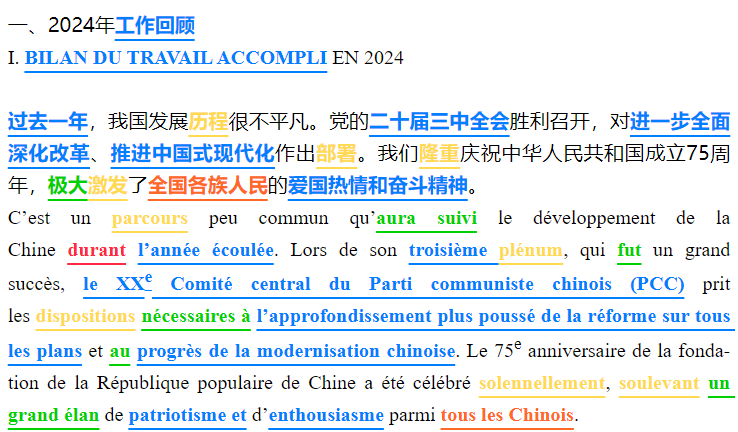 一、2024年工作回顾
I. BILAN DU TRAVAIL ACCOMPLI EN 2024
过去一年，我国发展历程很不平凡。党的二十届三中全会胜利召开，对进一步全面
深化改革、推进中国式现代化作出部署。我们隆重庆祝中华人民共和国成立75周
年，极大激发了全国各族人民的爱国热情和奋斗精神。
C’est un parcours peu commun qu’aura suivi le développement de la
Chine durant l’année écoulée. Lors de son troisième plénum, qui fut un grand
succès, le XXe Comité central du Parti communiste chinois (PCC) prit
les dispositions nécessaires à l’approfondissement plus poussé de la réforme sur tous
les plans et au progrès de la modernisation chinoise. Le 75e anniversaire de la fonda-
tion de la République populaire de Chine a été célébré solennellement, soulevant un
grand élan de patriotisme et d’enthousiasme parmi tous les Chinois.